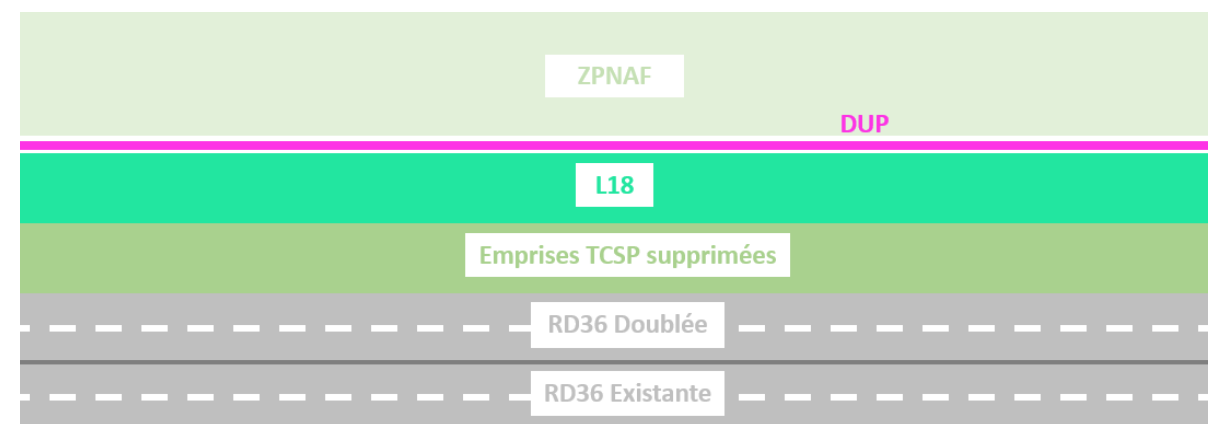 ZPNAF
DUP
L18
Emprises TCSP supprimées
RD36 Doublée
RD36 Existante